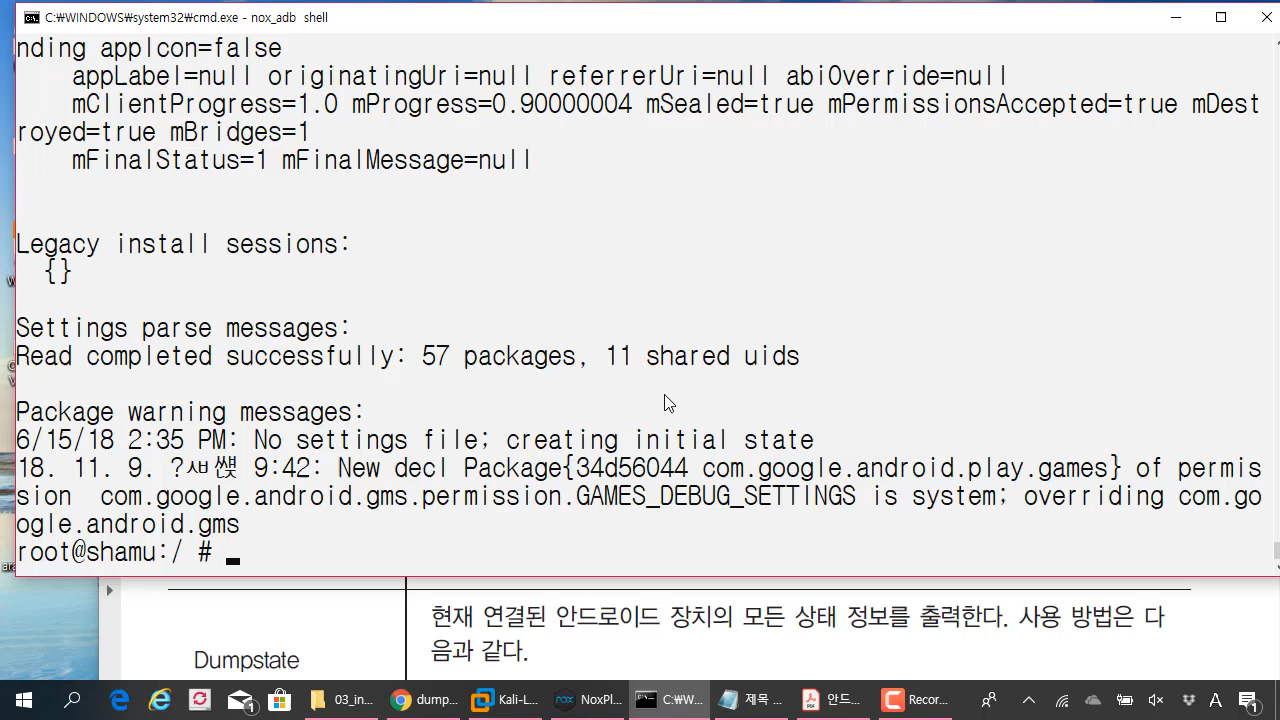 C:₩WINDOWS₩system32₩cmd.exe - nox_adb shell
nding appIcon=false
appLabel=null originatingUri=null referrerUri=null abiOverride=null
mClientProgress=1.0 mProgress=0.90000004 mSealed=true mPermissionsAccepted=true mDest
royed=true mBridges=1
mFinalStatus=1 mFinalMessage=null
Legacy install sessions:
{}
Settings parse messages:
Read completed successfully: 57 packages, 11 shared uids
Package warning messages:
6/15/18 2:35 PM: No settings file; creating initial state
18. 11. 9. 9:42: New decl Package{34d56044 com.google.android.play.games} of permis
sion com.google.android.gms.permission.GAMES_DEBUG_SETTINGS is system; overriding com.go
ogle.android.gms
root@shamu:/ #
현재 연결된 안드로이드 장치의 모든 상태 정보를 출력한다. 사용 방법은 다
음과 같다.
Dumpstate
03_in...
dump...
Kali-L...
NoxPl...
C:₩W...
제목 ...
안드...
Recor...
A